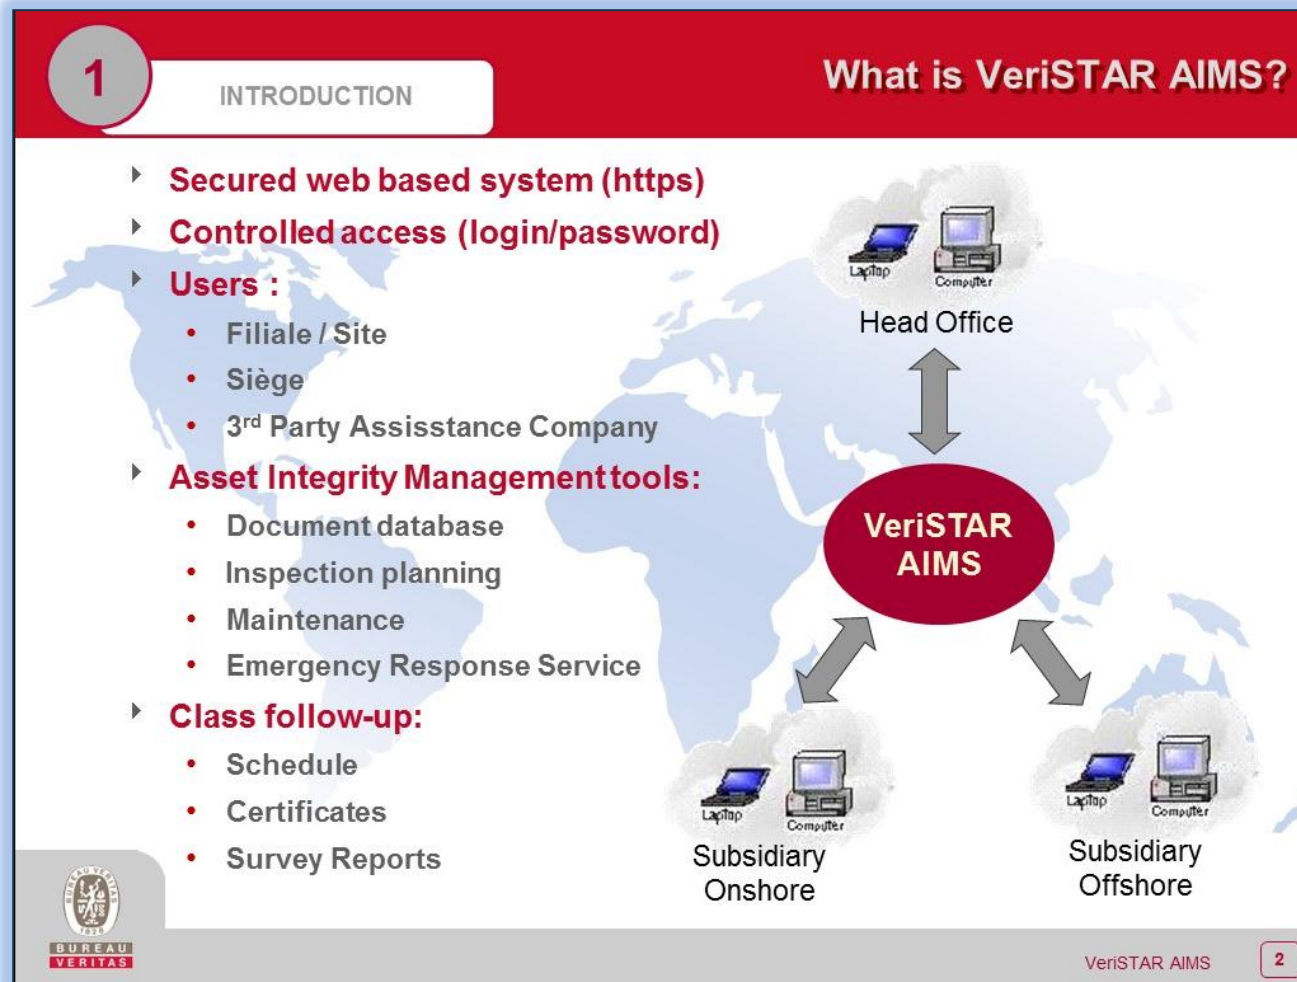 1
INTRODUCTION
What is VeriSTAR AIMS?
Secured web based system (https)
Controlled access (login/password)
Users :
Filiale / Site
Siège
3rd Party Assisstance Company
Asset Integrity Management tools:
Document database
Inspection planning
Maintenance
Emergency Response Service
Class follow-up:
Schedule
Certificates
Survey Reports
Laptop
Computer
Head Office
VeriSTAR
AIMS
Laptop
Computer
Subsidiary
Onshore
Laptop
Computer
Subsidiary
Offshore
BUREAU VERITAS
1828
BUREAU
VERITAS
VeriSTAR AIMS
2